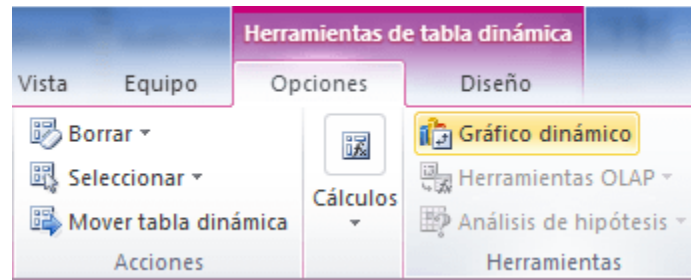 Herramientas de tabla dinámica
Vista Equipo Opciones Diseño
Borrar
Seleccionar
Mover tabla dinámica
Acciones
Cálculos
Gráfico dinámico
Herramientas OLAP
Análisis de hipótesis
Herramientas